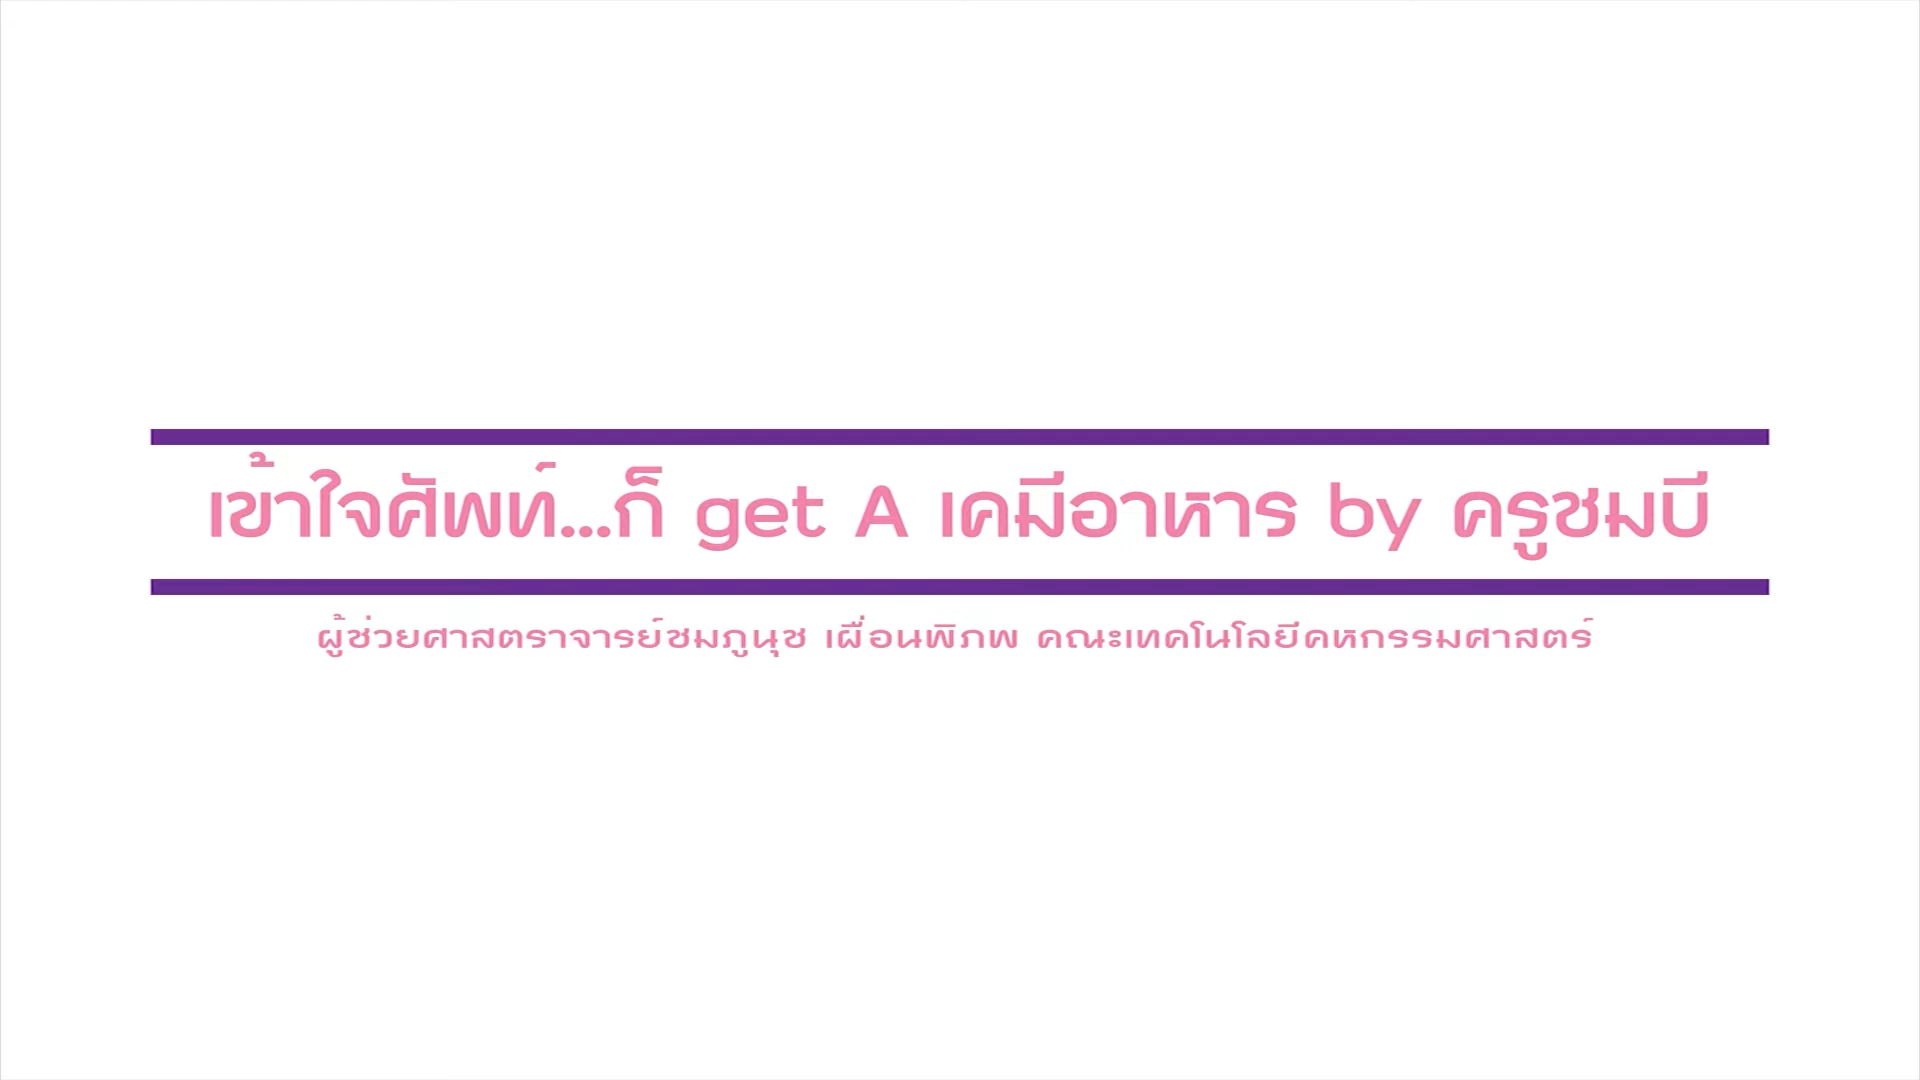 เข้าใจศัพท์...ก็ get A เคมีอาหาร by ครูชมบี
ผู้ช่วยศาสตราจารย์ชมภูนุช เผื่อนพิภพ คณะเทคโนโลยีคหกรรมศาสตร์